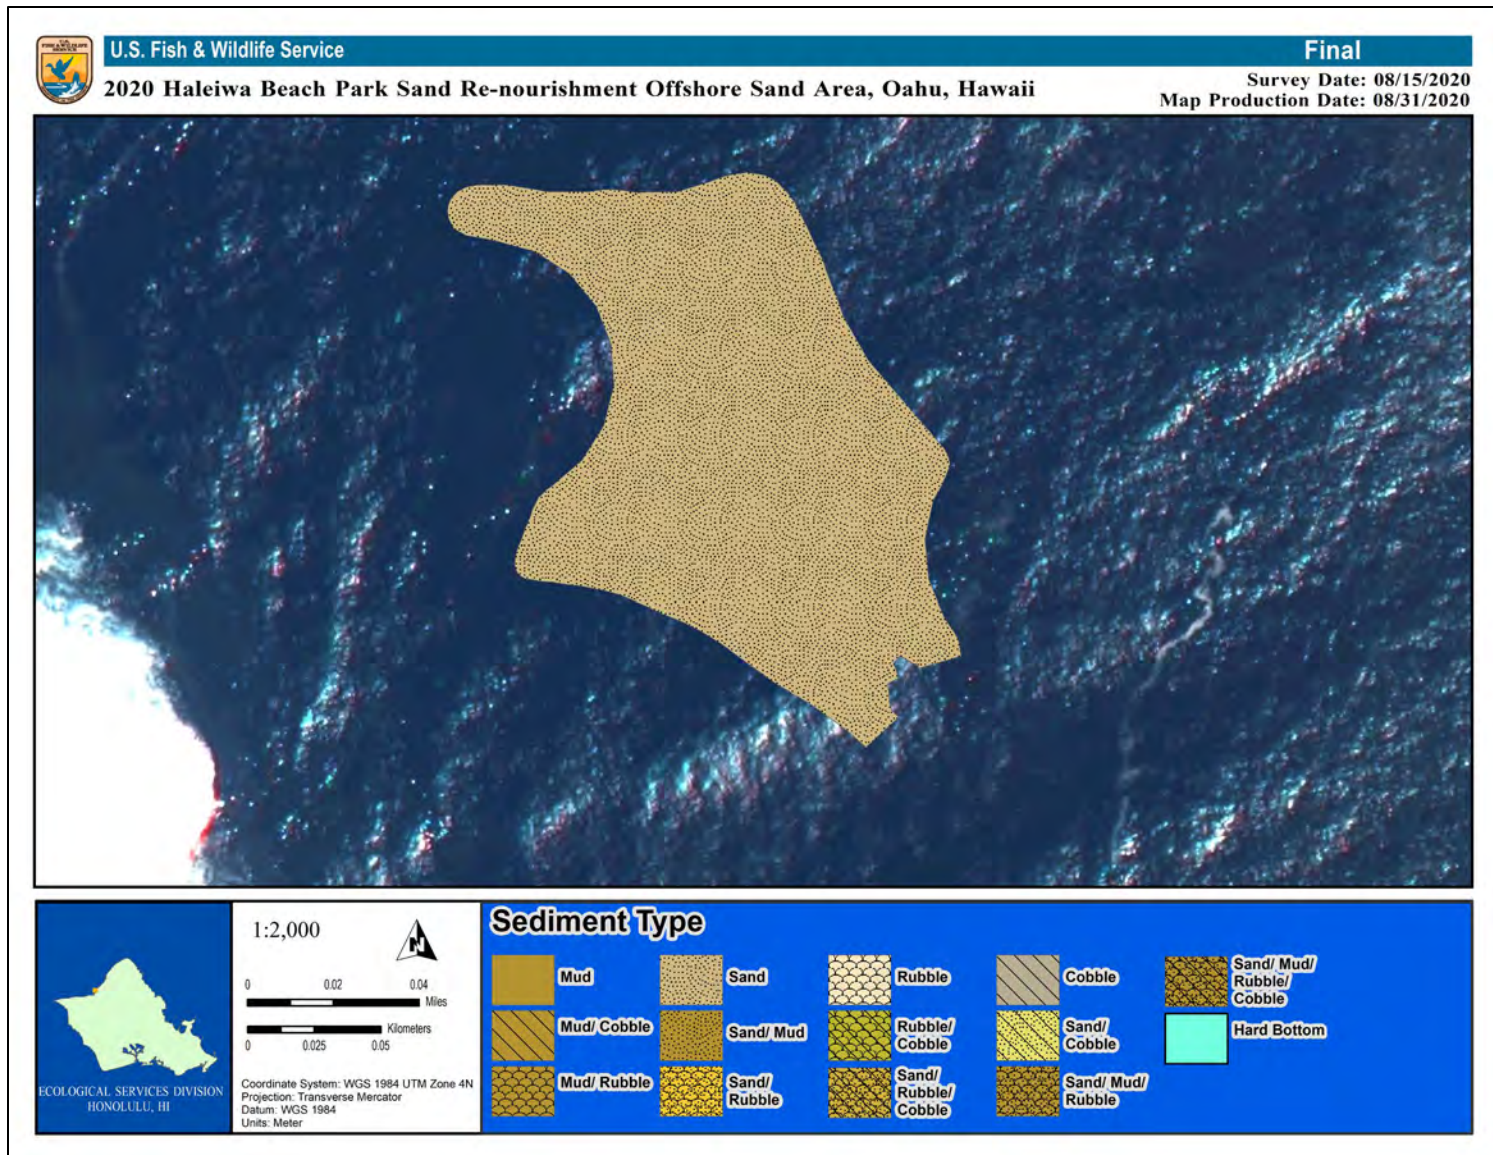 U.S.
FISH & WILDLIFE
SERVICE
U.S. Fish & Wildlife Service
Final
2020 Haleiwa Beach Park Sand Re-nourishment Offshore Sand Area, Oahu, Hawaii
Survey Date: 08/15/2020
Map Production Date: 08/31/2020
ECOLOGICAL SERVICES DIVISION
HONOLULU, HI
1:2,000
N
0 0.02 0.04
Miles
Kilometers
0 0.025 0.05
Coordinate System: WGS 1984 UTM Zone 4N
Projection: Transverse Mercator
Datum: WGS 1984
Units: Meter
Sediment Type
Mud
Mud/ Cobble
Mud/ Rubble
Sand
Sand/ Mud
Sand/
Rubble
Rubble
Rubble/
Cobble
Sand/
Rubble/
Cobble
Cobble
Sand/
Cobble
Sand/ Mud/
Rubble
Sand/ Mud/
Rubble/
Cobble
Hard Bottom